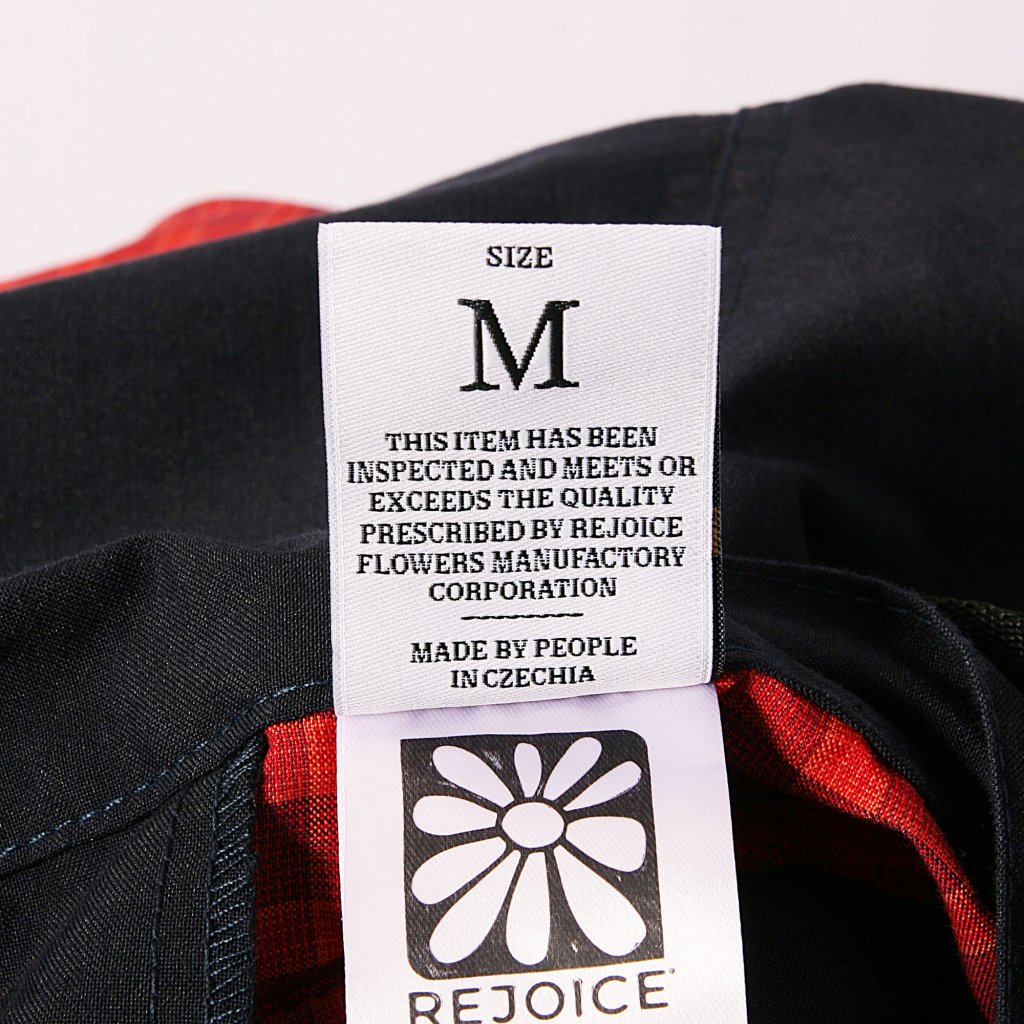 SIZE
M
THIS ITEM HAS BEEN
INSPECTED AND MEETS OR
EXCEEDS THE QUALITY
PRESCRIBED BY REJOICE
FLOWERS MANUFACTORY
CORPORATION
MADE BY PEOPLE
IN CZECHIA
REJOICE